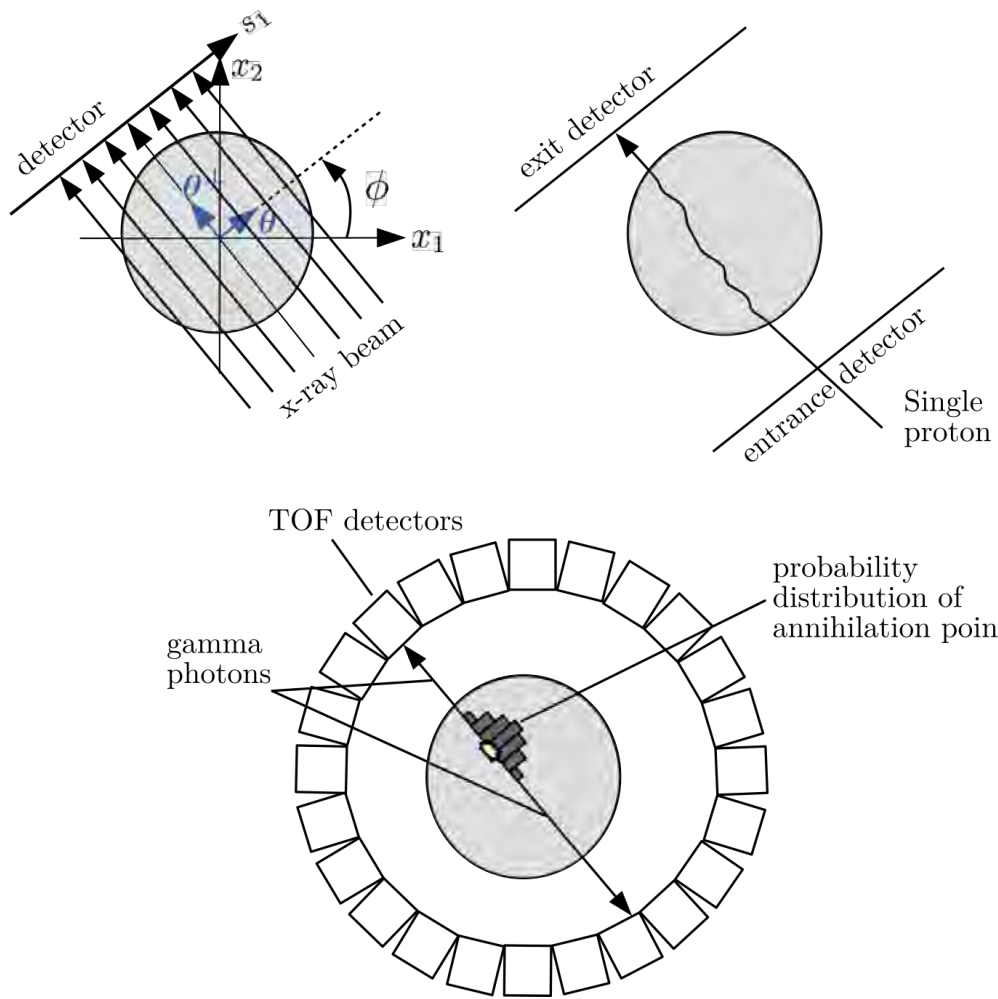 s₁
x₂
detector
θ⊥
θ
ϕ
x₁
x-ray beam
exit detector
entrance detector
Single
proton
TOF detectors
gamma
photons
probability
distribution of
annihilation poin